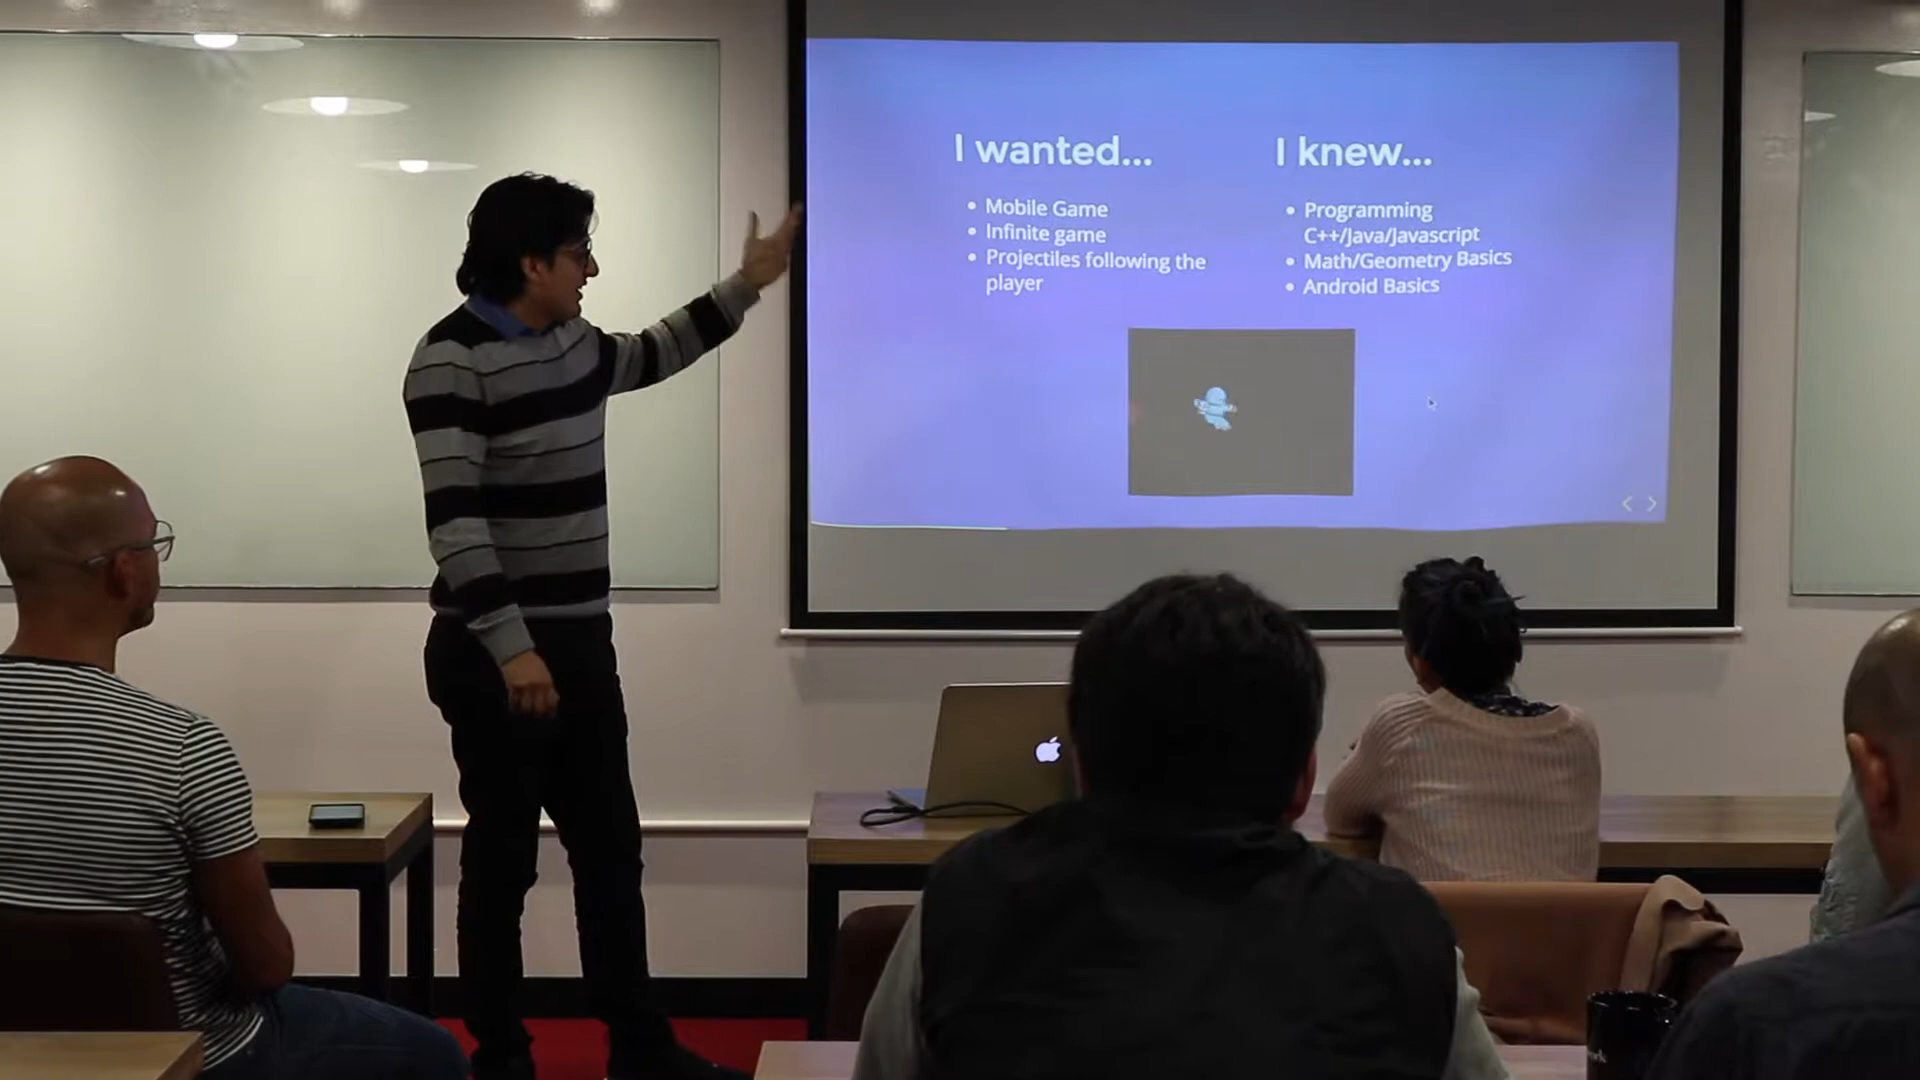 I wanted...
Mobile Game
Infinite game
Projectiles following the
player
I knew...
Programming
C++/Java/Javascript
Math/Geometry Basics
Android Basics